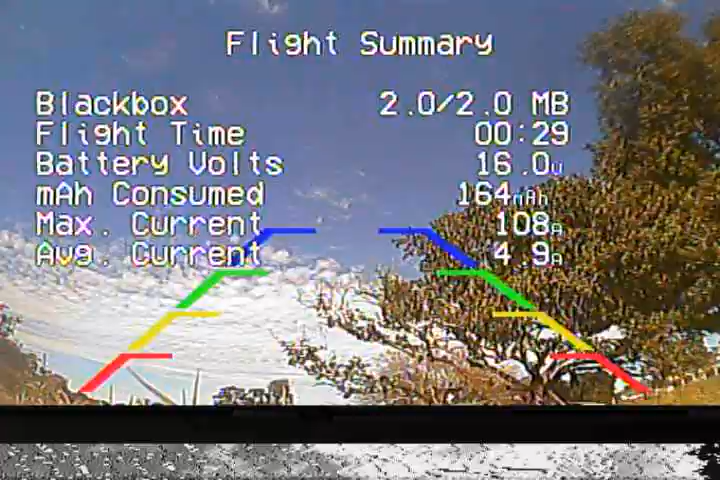 Flight Summary
Blackbox 2.0/2.0 MB
Flight Time 00:29
Battery Volts 16.0v
mAh Consumed 164mAh
Max. Current 108A
Avg. Current 4.9A